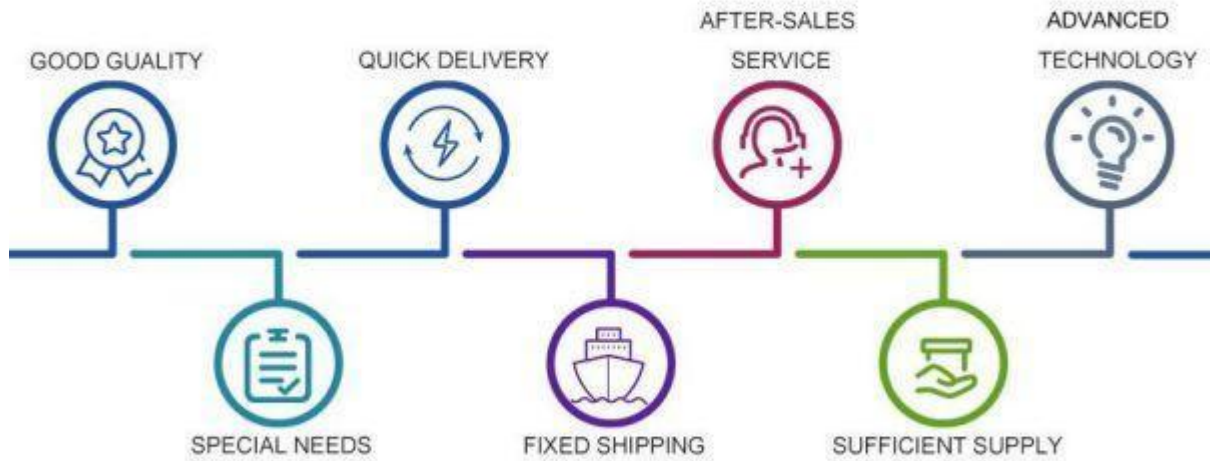 GOOD GUALITY
QUICK DELIVERY
AFTER-SALES
SERVICE
ADVANCED
TECHNOLOGY
SPECIAL NEEDS
FIXED SHIPPING
SUFFICIENT SUPPLY